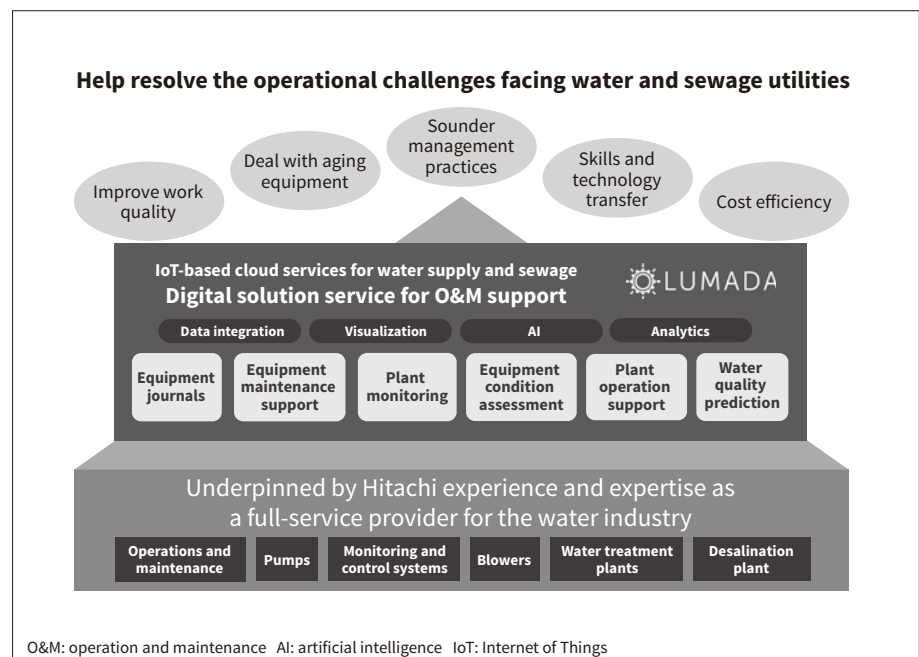 Help resolve the operational challenges facing water and sewage utilities
Improve work
quality
Deal with aging
equipment
Sounder
management
practices
Skills and
technology
transfer
Cost efficiency
IoT-based cloud services for water supply and sewage
Digital solution service for O&M support
LUMADA
Data integration
Visualization
AI
Analytics
Equipment
journals
Equipment
maintenance
support
Plant
monitoring
Equipment
condition
assessment
Plant
operation
support
Water
quality
prediction
Underpinned by Hitachi experience and expertise as
a full-service provider for the water industry
Operations and
maintenance
Pumps
Monitoring and
control systems
Blowers
Water treatment
plants
Desalination
plant
O&M: operation and maintenance AI: artificial intelligence IoT: Internet of Things